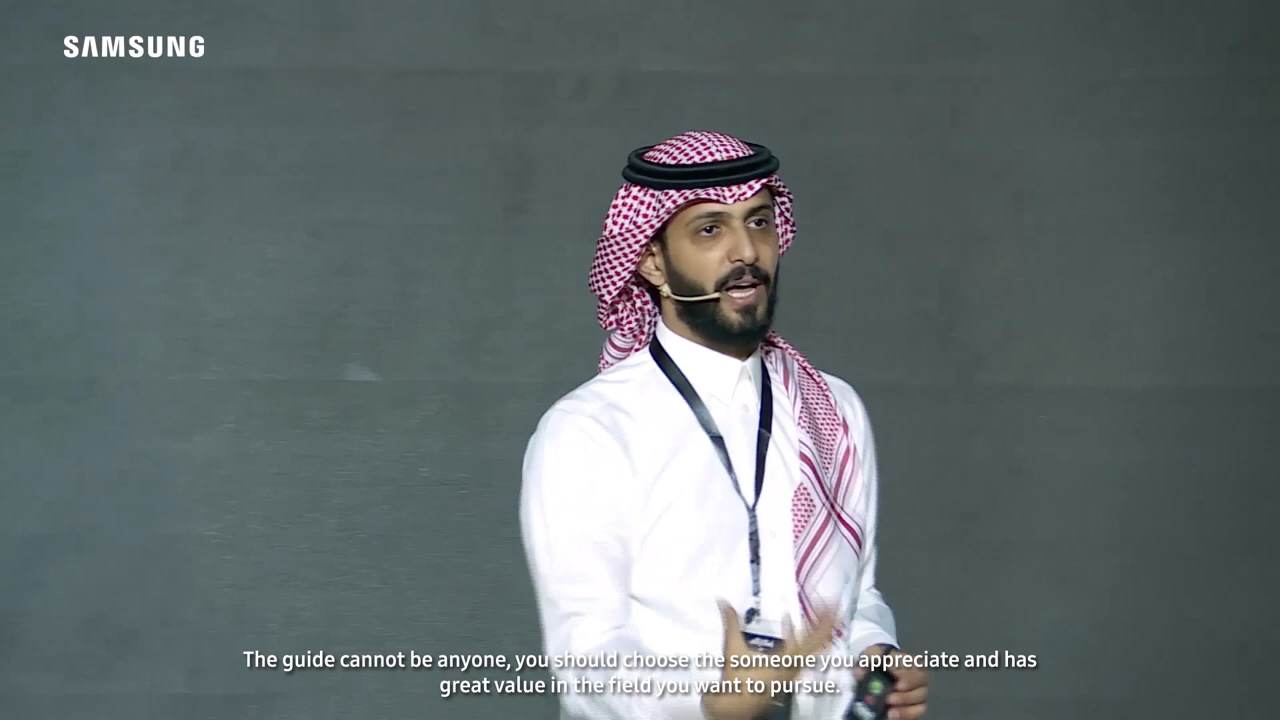 SAMSUNG
The guide cannot be anyone, you should choose the someone you appreciate and has
great value in the field you want to pursue.